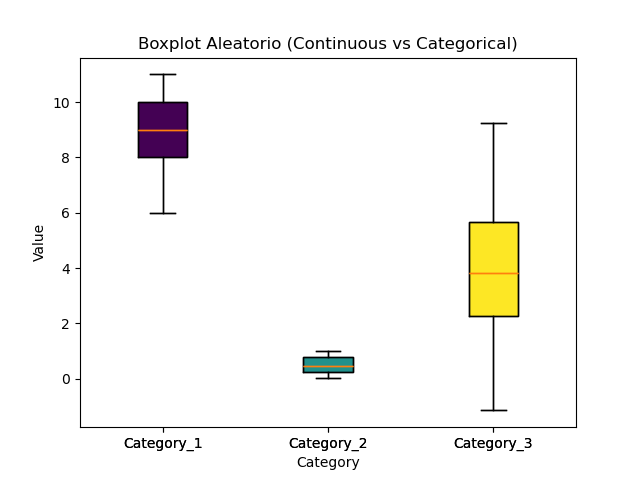 Boxplot Aleatorio (Continuous vs Categorical)
10
8
6
4
2
0
Value
Category_1
Category_2
Category_3
Category